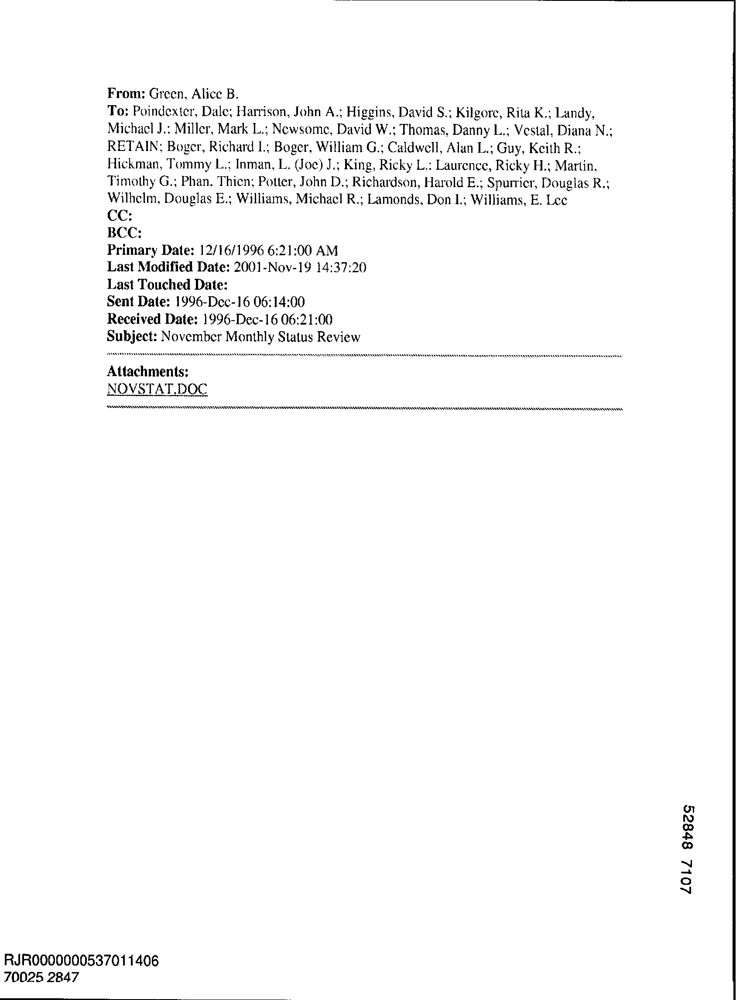 From: Green, Alice B.
To: Poindexter, Dale; Harrison, John A.; Higgins, David S.; Kilgore, Rita K.; Landy,
Michael J.; Miller, Mark L.; Newsome, David W.; Thomas, Danny L.; Vestal, Diana N.;
RETAIN; Boger, Richard I.; Boger, William G.; Caldwell, Alan L.; Guy, Keith R.;
Hickman, Tommy L.; Inman, L. (Joe) J.; King, Ricky L.; Laurence, Ricky H.; Martin,
Timothy G.; Phan, Thien; Potter, John D.; Richardson, Harold E.; Spurrier, Douglas R.;
Wilhelm, Douglas E.; Williams, Michael R.; Lamonds, Don I.; Williams, E. Lee
CC:
BCC:
Primary Date: 12/16/1996 6:21:00 AM
Last Modified Date: 2001-Nov-19 14:37:20
Last Touched Date:
Sent Date: 1996-Dec-16 06:14:00
Received Date: 1996-Dec-16 06:21:00
Subject: November Monthly Status Review
Attachments:
NOVSTAT.DOC
52848 7107
RJR0000000537011406
70025 2847